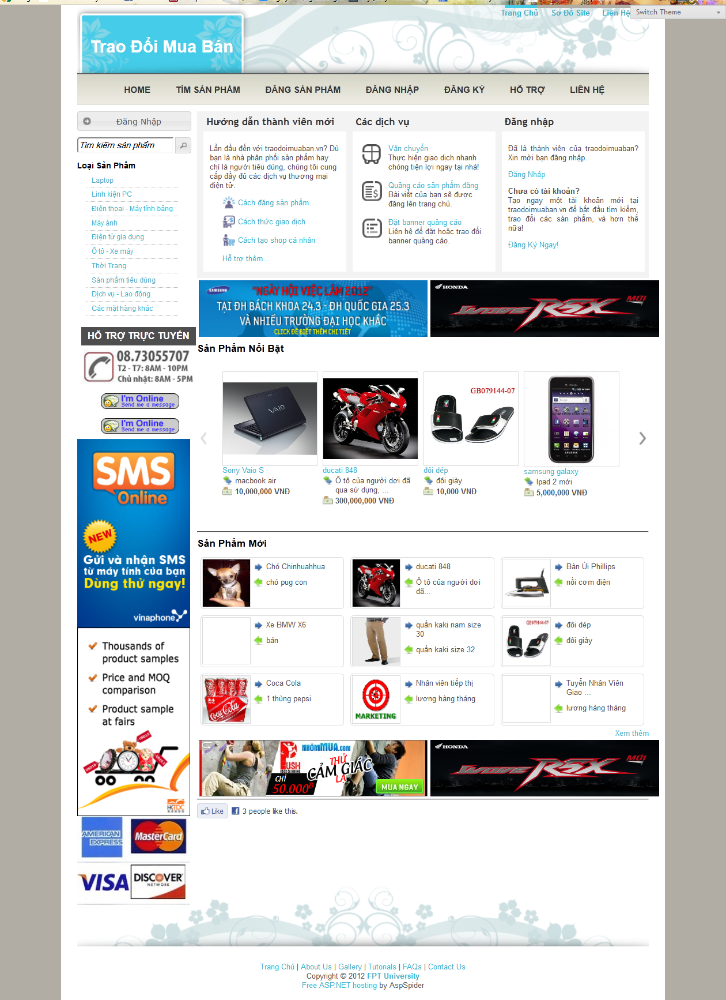 Trang Chủ Sơ Đồ Site Liên Hệ Switch Theme
Trao Đổi Mua Bán
HOME TÌM SẢN PHẨM ĐĂNG SẢN PHẨM ĐĂNG NHẬP ĐĂNG KÝ HỖ TRỢ LIÊN HỆ
Đăng Nhập
Tìm kiếm sản phẩm
Loại Sản Phẩm
Laptop
Linh kiện PC
Điện thoại - Máy tính bảng
Máy ảnh
Điện tử gia dụng
Ô tô - Xe máy
Thời Trang
Sản phẩm tiêu dùng
Dịch vụ - Lao động
Các mặt hàng khác
HỖ TRỢ TRỰC TUYẾN
08.73055707
T2 - T7: 8AM - 10PM
Chủ nhật: 8AM - 5PM
I'm Online
Send me a message
I'm Online
Send me a message
SMS
Online
NEW
Gửi và nhận SMS
từ máy tính của bạn
Dùng thử ngay!
vinaphone
Thousands of
product samples
Price and MOQ
comparison
Product sample
at fairs
HKTDC
AMERICAN
EXPRESS
MasterCard
VISA
DISCOVER
NETWORK
Hướng dẫn thành viên mới
Lần đầu đến với traodoimuaban.vn? Dù
bạn là nhà phân phối sản phẩm hay
chỉ là người tiêu dùng, chúng tôi cung
cấp đầy đủ các dịch vụ thương mại
điện tử.
Cách đăng sản phẩm
Cách thức giao dịch
Cách tạo shop cá nhân
Hỗ trợ thêm...
Các dịch vụ
Vận chuyển
Thực hiện giao dịch nhanh
chóng tiện lợi ngay tại nhà!
Quảng cáo sản phẩm đăng
Bài viết của bạn sẽ được
đăng lên trang chủ.
Đặt banner quảng cáo
Liên hệ để đặt hoặc trao đổi
banner quảng cáo.
Đăng nhập
Đã là thành viên của traodoimuaban?
Xin mời bạn đăng nhập.
Đăng Nhập
Chưa có tài khoản?
Tạo ngay một tài khoản mới tại
traodoimuaban.vn để bắt đầu tìm kiếm,
trao đổi các sản phẩm, và hơn thế
nữa!
Đăng Ký Ngay!
SAMSUNG
"NGÀY HỘI VIỆC LÀM 2012"
TẠI ĐH BÁCH KHOA 24.3 - ĐH QUỐC GIA 25.3
VÀ NHIỀU TRƯỜNG ĐẠI HỌC KHÁC
CLICK ĐỂ BIẾT THÊM CHI TIẾT
HONDA
Wave RSX MỚI
Sản Phẩm Nổi Bật
VAIO
Sony Vaio S
macbook air
10,000,000 VNĐ
ducati 848
Ô tô của người dơi đã
qua sử dụng, ...
300,000,000 VNĐ
GB079144-07
đôi dép
đôi giày
10,000 VNĐ
T-Mobile
samsung galaxy
Ipad 2 mới
5,000,000 VNĐ
Sản Phẩm Mới
Chó Chinhuahhua
chó pug con
ducati 848
Ô tô của người dơi
đã...
Bàn Ủi Phillips
nồi cơm điện
Xe BMW X6
bán
quần kaki nam size
30
quần kaki size 32
GB079144-07
đôi dép
đôi giày
Coca-Cola
Coca Cola
1 thùng pepsi
MARKETING
Nhân viên tiếp thị
lương hàng tháng
Tuyển Nhân Viên
Giao ...
lương hàng tháng
Xem thêm
PUSH
ROCK CLIMBING
NHÓMMUA.com
THỬ
CẢM GIÁC
LẠ
CHỈ
50.000Đ
MUA NGAY
HONDA
Wave RSX MỚI
Like 3 people like this.
Trang Chủ | About Us | Gallery | Tutorials | FAQs | Contact Us
Copyright © 2012 FPT University
Free ASP.NET hosting by AspSpider